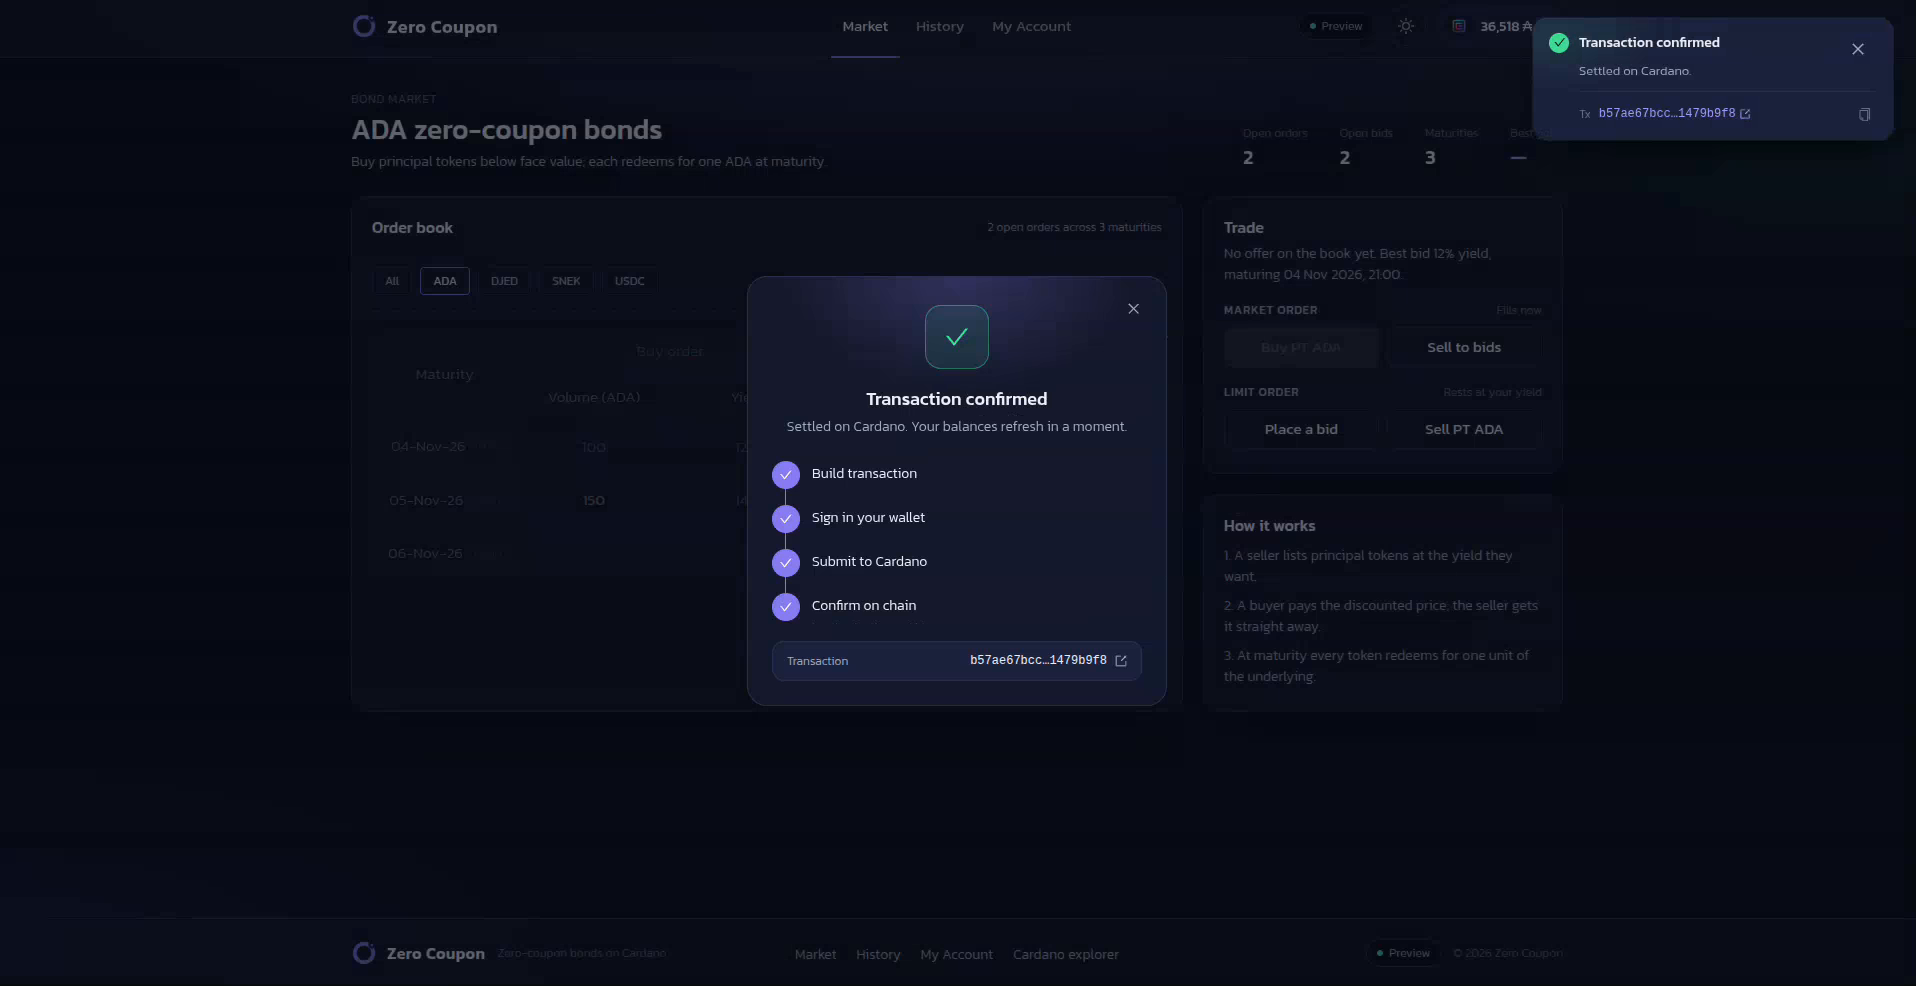 Zero Coupon
Market History My Account
Preview
36,518 ₳
Transaction confirmed
Settled on Cardano.
Tx b57ae67bcc…1479b9f8
BOND MARKET
ADA zero-coupon bonds
Buy principal tokens below face value; each redeems for one ADA at maturity.
Open orders Open bids Maturities Best
2 2 3 —
Order book
2 open orders across 3 maturities
All ADA DJED SNEK USDC
Buy order
Maturity
Volume (ADA)
04-Nov-26 100
05-Nov-26 150
06-Nov-26
Transaction confirmed
Settled on Cardano. Your balances refresh in a moment.
Build transaction
Sign in your wallet
Submit to Cardano
Confirm on chain
Transaction b57ae67bcc…1479b9f8
Trade
No offer on the book yet. Best bid 12% yield,
maturing 04 Nov 2026, 21:00.
MARKET ORDER Fills now
Buy PT ADA Sell to bids
LIMIT ORDER Rests at your yield
Place a bid Sell PT ADA
How it works
1. A seller lists principal tokens at the yield they
want.
2. A buyer pays the discounted price, the seller gets
it straight away.
3. At maturity every token redeems for one unit of
the underlying.
Zero Coupon Zero-coupon bonds on Cardano
Market History My Account Cardano explorer
Preview © 2026 Zero Coupon